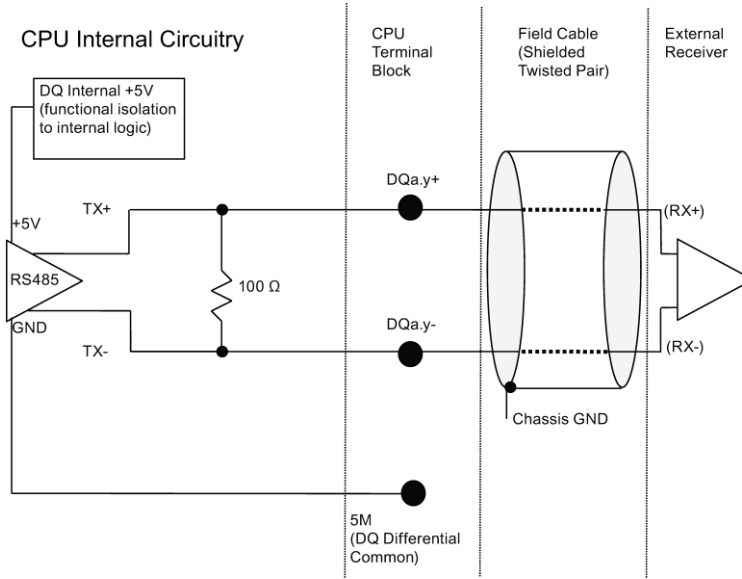 CPU Internal Circuitry
CPU
Terminal
Block
Field Cable
(Shielded
Twisted Pair)
External
Receiver
DQ Internal +5V
(functional isolation
to internal logic)
DQa.y+
TX+
(RX+)
+5V
RS485
100 Ω
GND
DQa.y-
TX-
(RX-)
Chassis GND
5M
(DQ Differential
Common)